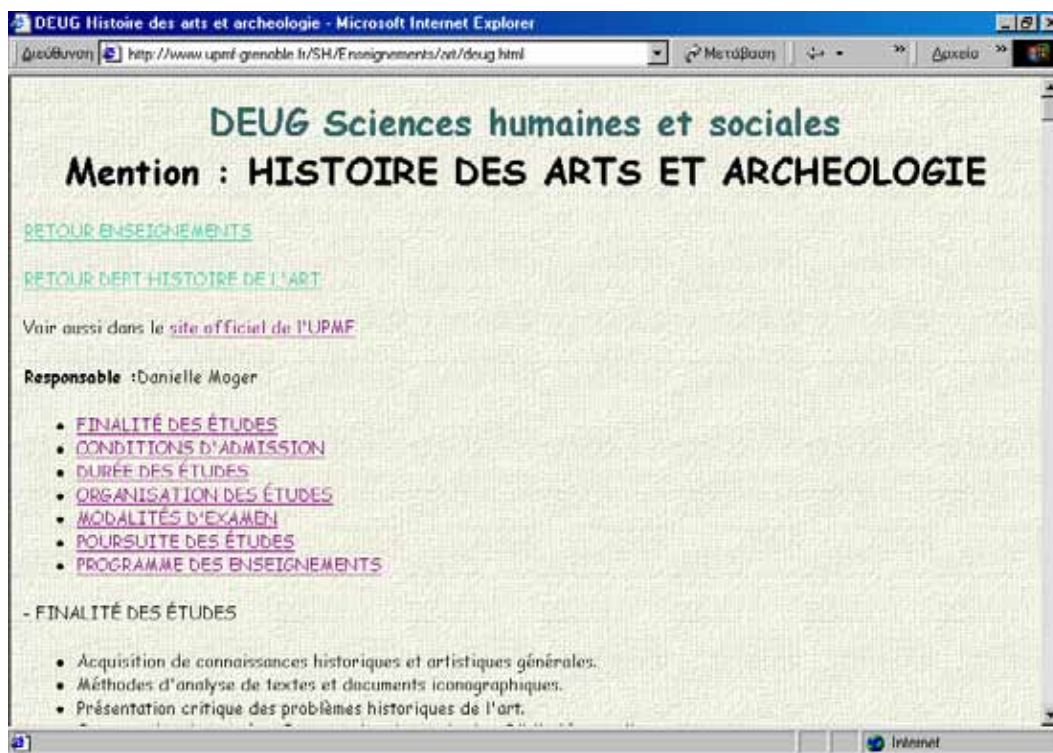 DEUG Histoire des arts et archeologie - Microsoft Internet Explorer
Διεύθυνση http://www.upmf-grenoble.fr/SH/Enseignements/art/deug.html Μετάβαση » Αρχείο »
DEUG Sciences humaines et sociales
Mention : HISTOIRE DES ARTS ET ARCHEOLOGIE
RETOUR ENSEIGNEMENTS
RETOUR DEPT HISTOIRE DE L'ART
Voir aussi dans le site officiel de l'UPMF
Responsable :Danielle Moger
• FINALITÉ DES ÉTUDES
• CONDITIONS D'ADMISSION
• DURÉE DES ÉTUDES
• ORGANISATION DES ÉTUDES
• MODALITÉS D'EXAMEN
• POURSUITE DES ÉTUDES
• PROGRAMME DES ENSEIGNEMENTS
- FINALITÉ DES ÉTUDES
• Acquisition de connaissances historiques et artistiques générales.
• Méthodes d'analyse de textes et documents iconographiques.
• Présentation critique des problèmes historiques de l'art.
Internet